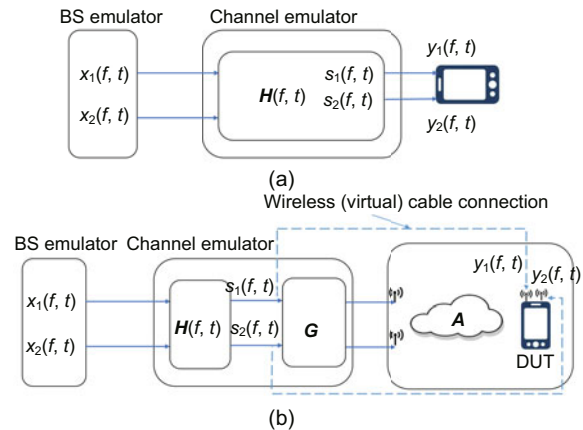 BS emulator
Channel emulator
x1(f, t)
x2(f, t)
H(f, t)
s1(f, t)
s2(f, t)
y1(f, t)
y2(f, t)
(a)
Wireless (virtual) cable connection
BS emulator
Channel emulator
x1(f, t)
x2(f, t)
H(f, t)
s1(f, t)
s2(f, t)
G
A
y1(f, t)
y2(f, t)
DUT
(b)